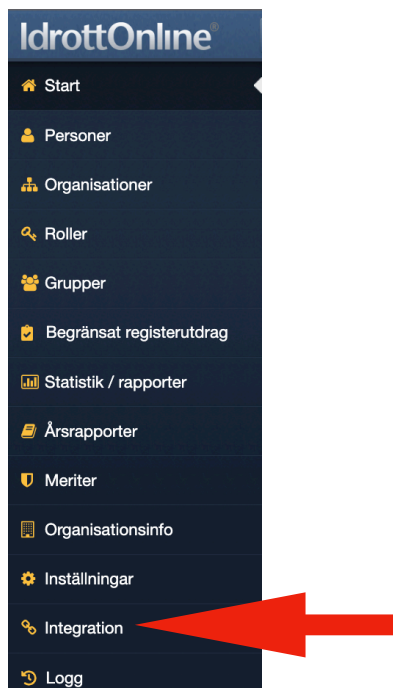 IdrottOnline®
Start
Personer
Organisationer
Roller
Grupper
Begränsat registerutdrag
Statistik / rapporter
Årsrapporter
Meriter
Organisationsinfo
Inställningar
Integration
Logg